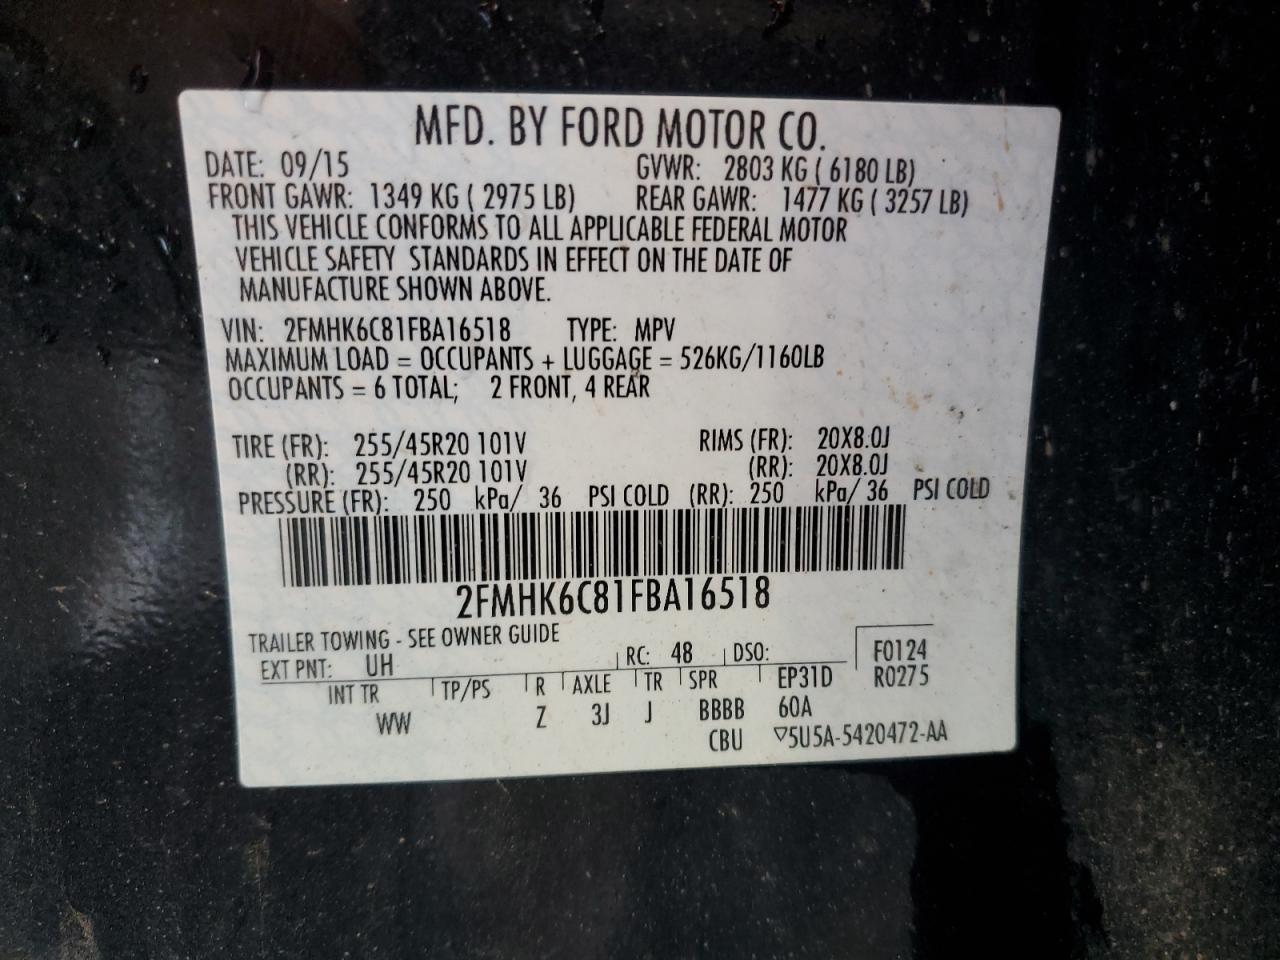 MFD. BY FORD MOTOR CO.
DATE: 09/15 GVWR: 2803 KG ( 6180 LB)
FRONT GAWR: 1349 KG ( 2975 LB) REAR GAWR: 1477 KG ( 3257 LB)
THIS VEHICLE CONFORMS TO ALL APPLICABLE FEDERAL MOTOR
VEHICLE SAFETY STANDARDS IN EFFECT ON THE DATE OF
MANUFACTURE SHOWN ABOVE.
VIN: 2FMHK6C81FBA16518 TYPE: MPV
MAXIMUM LOAD = OCCUPANTS + LUGGAGE = 526KG/1160LB
OCCUPANTS = 6 TOTAL; 2 FRONT, 4 REAR
TIRE (FR): 255/45R20 101V RIMS (FR): 20X8.0J
(RR): 255/45R20 101V (RR): 20X8.0J
PRESSURE (FR): 250 kPa/ 36 PSI COLD (RR): 250 kPa/ 36 PSI COLD
2FMHK6C81FBA16518
TRAILER TOWING - SEE OWNER GUIDE
EXT PNT: UH RC: 48 DSO: F0124
INT TR TP/PS R AXLE TR SPR EP31D R0275
WW Z 3J J BBBB 60A
CBU ▽5U5A-5420472-AA